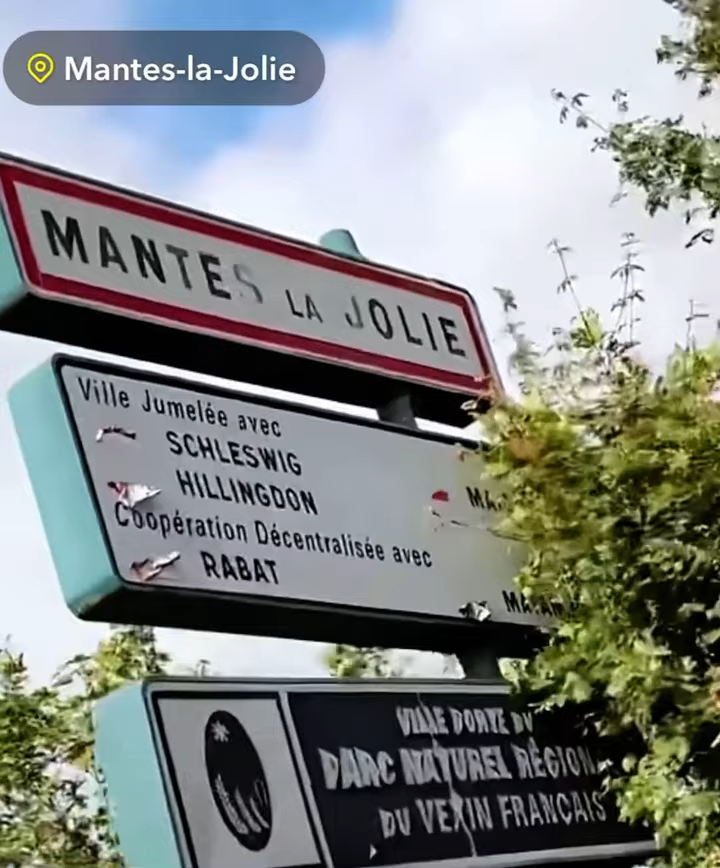 Mantes-la-Jolie
MANTES LA JOLIE
Ville Jumelée avec
SCHLESWIG
HILLINGDON
Coopération Décentralisée avec
RABAT
VILLE PORTE DU
PARC NATUREL RÉGION
DU VEXIN FRANÇAIS